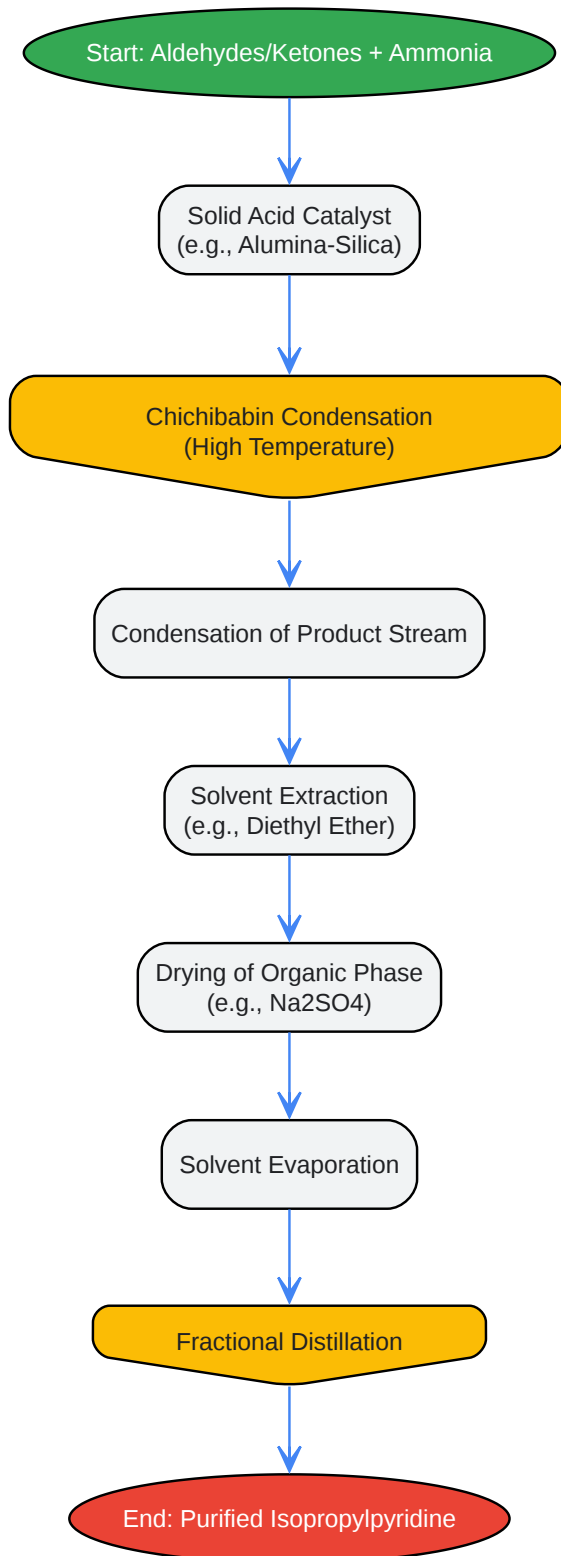 Start: Aldehydes/Ketones + Ammonia
Solid Acid Catalyst
(e.g., Alumina-Silica)
Chichibabin Condensation
(High Temperature)
Condensation of Product Stream
Solvent Extraction
(e.g., Diethyl Ether)
Drying of Organic Phase
(e.g., Na2SO4)
Solvent Evaporation
Fractional Distillation
End: Purified Isopropylpyridine